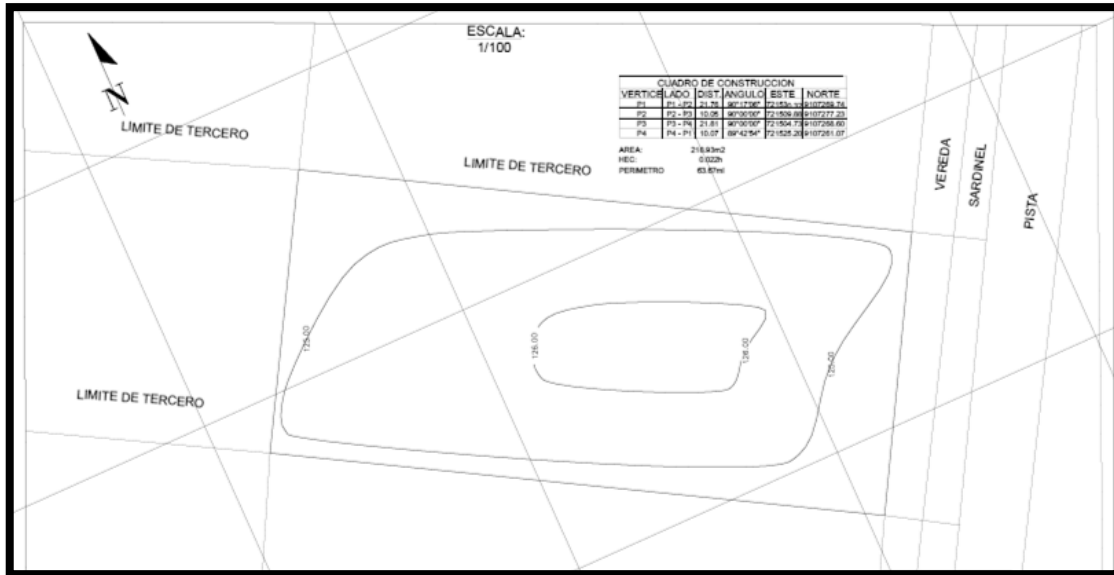 ESCALA:
1/100
N
CUADRO DE CONSTRUCCION
VERTICE LADO DIST. ANGULO ESTE NORTE
P1 P1 - P2 21.76 90°17'06" 9107269.74
P2 P2 - P3 10.05 90°00'00" 9107277.23
P3 P3 - P4 21.81 90°00'00" 721504.73 9107268.60
P4 P4 - P1 10.07 89°42'54" 721525.20 9107261.07
AREA: 218.93m2
HEC: 0.022h
PERIMETRO 63.67ml
LIMITE DE TERCERO
LIMITE DE TERCERO
VEREDA
SARDINEL
PISTA
125.00
126.00
126.00
125.00
LIMITE DE TERCERO